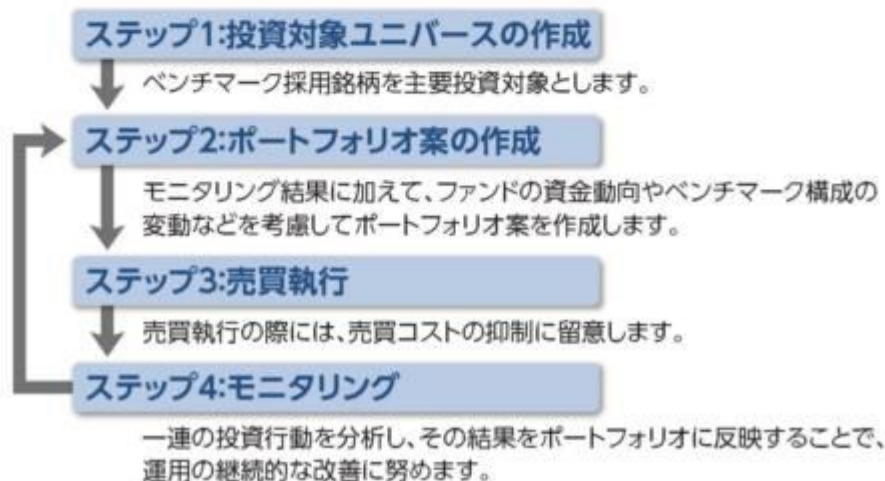 ステップ1:投資対象ユニバースの作成
ベンチマーク採用銘柄を主要投資対象とします。
ステップ2:ポートフォリオ案の作成
モニタリング結果に加えて、ファンドの資金動向やベンチマーク構成の
変動などを考慮してポートフォリオ案を作成します。
ステップ3:売買執行
売買執行の際には、売買コストの抑制に留意します。
ステップ4:モニタリング
一連の投資行動を分析し、その結果をポートフォリオに反映することで、
運用の継続的な改善に努めます。